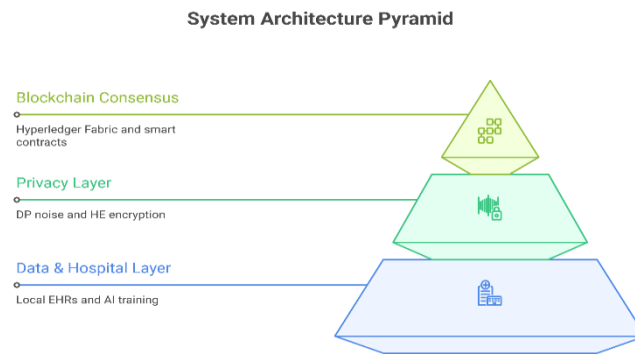 System Architecture Pyramid
Blockchain Consensus
Hyperledger Fabric and smart
contracts
Privacy Layer
DP noise and HE encryption
Data & Hospital Layer
Local EHRs and AI training